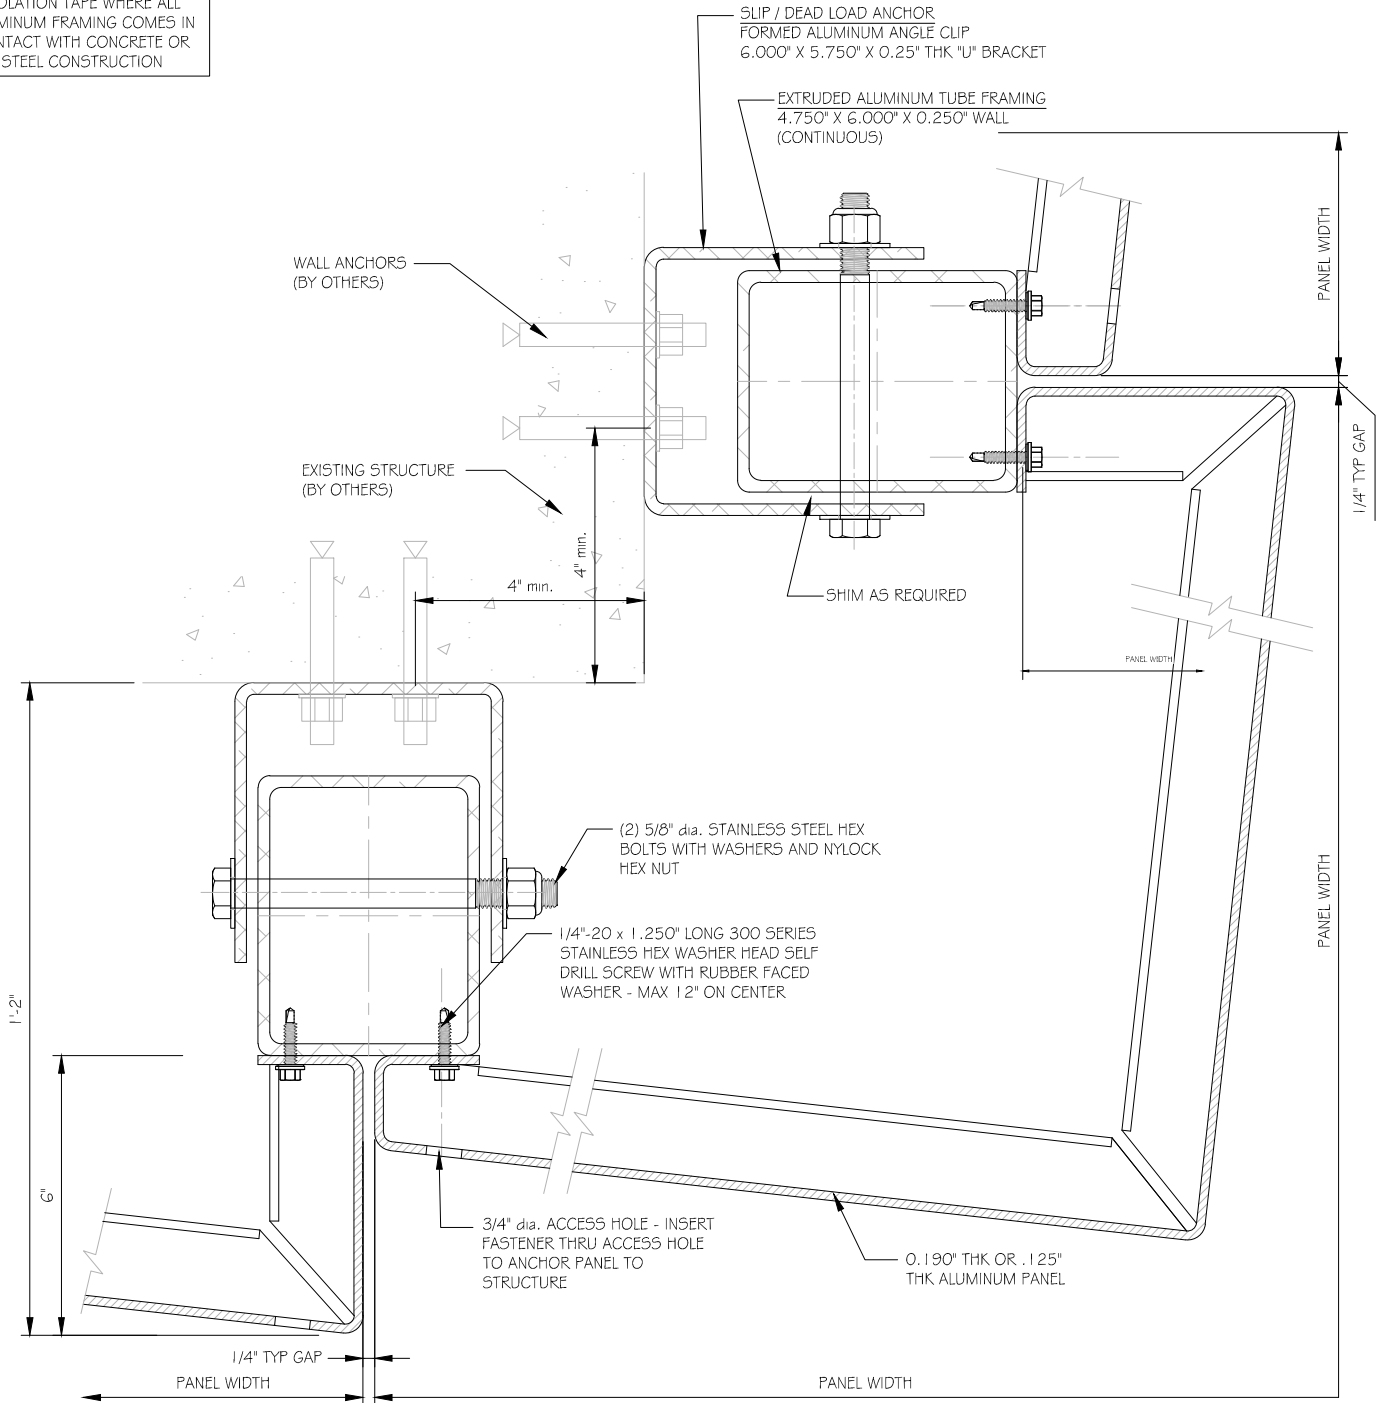 TAPE WHERE ALL
FRAMING COMES IN
WITH CONCRETE OR
STEEL CONSTRUCTION
SLIP / DEAD LOAD ANCHOR
FORMED ALUMINUM ANGLE CLIP
6.000" X 5.750" X 0.25" THK "U" BRACKET
EXTRUDED ALUMINUM TUBE FRAMING
4.750" X 6.000" X 0.250" WALL
(CONTINUOUS)
PANEL WIDTH
WALL ANCHORS
(BY OTHERS)
1/4" TYP GAP
EXISTING STRUCTURE
(BY OTHERS)
4" min.
4" min.
SHIM AS REQUIRED
PANEL WIDTH
(2) 5/8" dia. STAINLESS STEEL HEX
BOLTS WITH WASHERS AND NYLOCK
HEX NUT
PANEL WIDTH
1/4"-20 x 1.250" LONG 300 SERIES
STAINLESS HEX WASHER HEAD SELF
DRILL SCREW WITH RUBBER FACED
WASHER - MAX 12" ON CENTER
1'-2"
6"
3/4" dia. ACCESS HOLE - INSERT
FASTENER THRU ACCESS HOLE
TO ANCHOR PANEL TO
STRUCTURE
0.190" THK OR .125"
THK ALUMINUM PANEL
1/4" TYP GAP
PANEL WIDTH
PANEL WIDTH